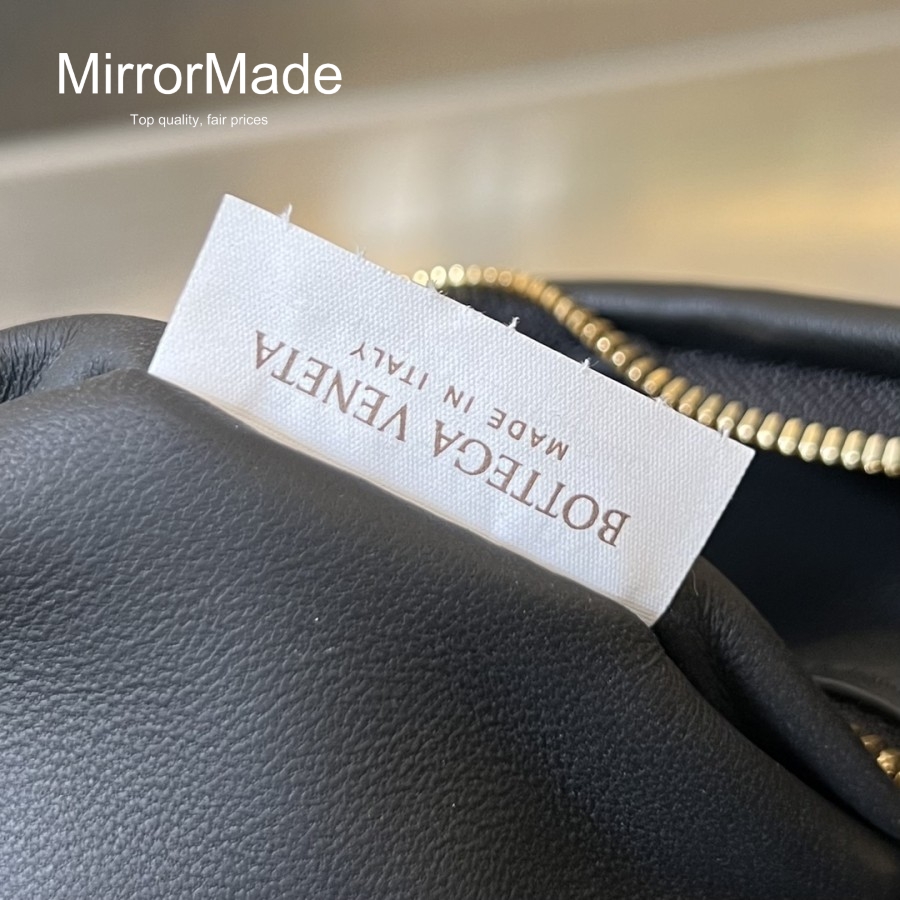 MirrorMade
Top quality, fair prices
BOTTEGA VENETA
MADE IN ITALY